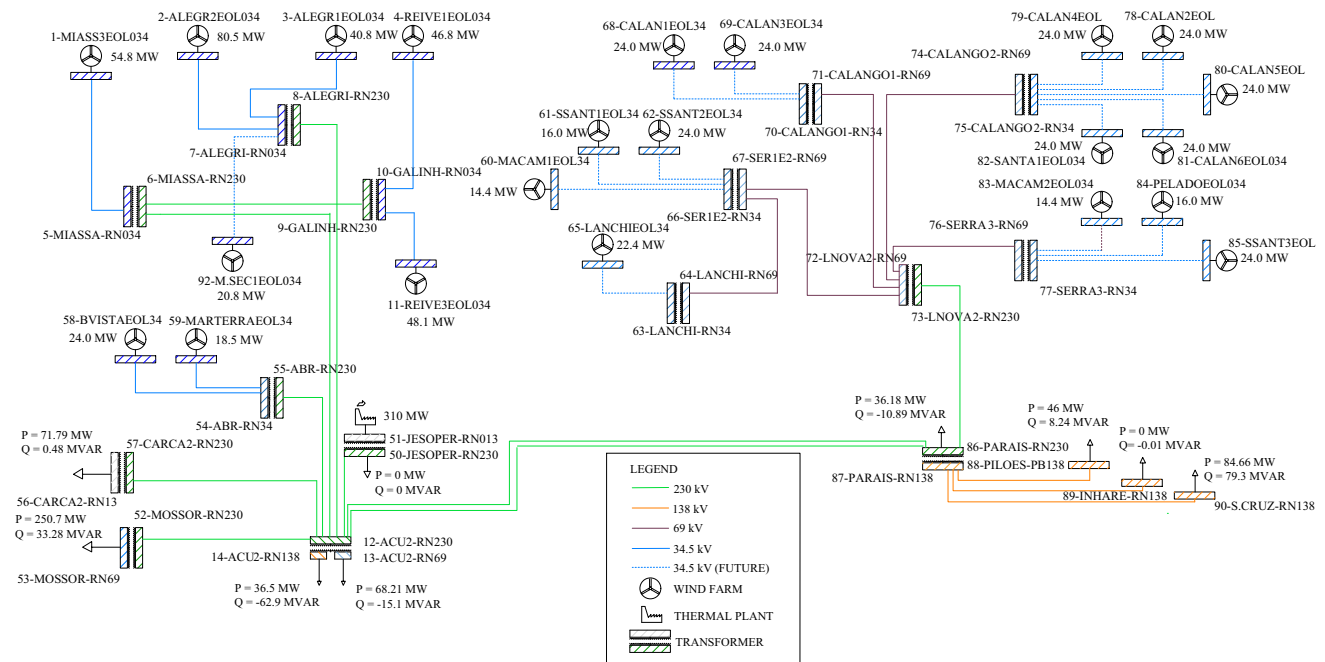 2-ALEGR2EOL034
80.5 MW
3-ALEGR1EOL034
40.8 MW
4-REIVE1EOL034
46.8 MW
1-MIASS3EOL034
54.8 MW
8-ALEGRI-RN230
7-ALEGRI-RN034
6-MIASSA-RN230
5-MIASSA-RN034
10-GALINH-RN034
9-GALINH-RN230
92-M.SEC1EOL034
20.8 MW
11-REIVE3EOL034
48.1 MW
58-BVISTAEOL34
24.0 MW
59-MARTERRAEOL34
18.5 MW
55-ABR-RN230
54-ABR-RN34
310 MW
51-JESOPER-RN013
50-JESOPER-RN230
P = 0 MW
Q = 0 MVAR
P = 71.79 MW
Q = 0.48 MVAR
57-CARCA2-RN230
56-CARCA2-RN13
P = 250.7 MW
Q = 33.28 MVAR
52-MOSSOR-RN230
53-MOSSOR-RN69
12-ACU2-RN230
14-ACU2-RN138
13-ACU2-RN69
P = 36.5 MW
Q = -62.9 MVAR
P = 68.21 MW
Q = -15.1 MVAR
68-CALAN1EOL34
24.0 MW
69-CALAN3EOL34
24.0 MW
71-CALANGO1-RN69
70-CALANGO1-RN34
61-SSANT1EOL34
16.0 MW
62-SSANT2EOL34
24.0 MW
60-MACAM1EOL34
14.4 MW
67-SER1E2-RN69
66-SER1E2-RN34
65-LANCHIEOL34
22.4 MW
64-LANCHI-RN69
63-LANCHI-RN34
79-CALAN4EOL
24.0 MW
78-CALAN2EOL
24.0 MW
74-CALANGO2-RN69
80-CALAN5EOL
24.0 MW
75-CALANGO2-RN34
24.0 MW
82-SANTA1EOL034
24.0 MW
81-CALAN6EOL034
83-MACAM2EOL034
14.4 MW
84-PELADOEOL034
16.0 MW
76-SERRA3-RN69
85-SSANT3EOL
24.0 MW
77-SERRA3-RN34
72-LNOVA2-RN69
73-LNOVA2-RN230
P = 36.18 MW
Q = -10.89 MVAR
P = 46 MW
Q = 8.24 MVAR
P = 0 MW
Q= -0.01 MVAR
P = 84.66 MW
Q = 79.3 MVAR
86-PARAIS-RN230
88-PILOES-PB138
87-PARAIS-RN138
89-INHARE-RN138
90-S.CRUZ-RN138
LEGEND
230 kV
138 kV
69 kV
34.5 kV
34.5 kV (FUTURE)
WIND FARM
THERMAL PLANT
TRANSFORMER